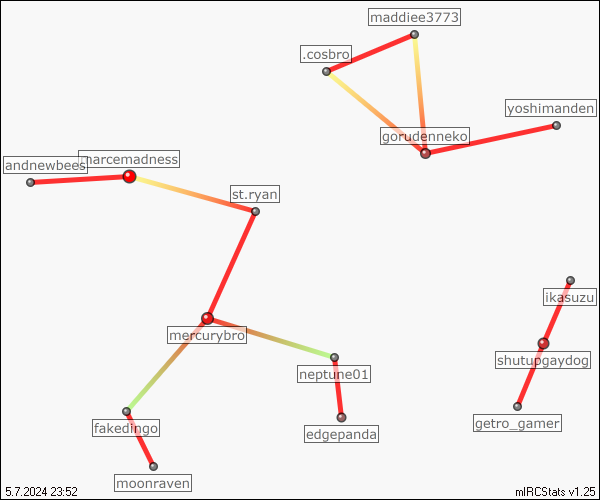 maddiee3773
.cosbro
yoshimanden
gorudenneko
marcemadness
andnewbees
st.ryan
ikasuzu
mercurybro
shutupgaydog
neptune01
getro_gamer
fakedingo
edgepanda
moonraven
5.7.2024 23:52
mIRCStats v1.25